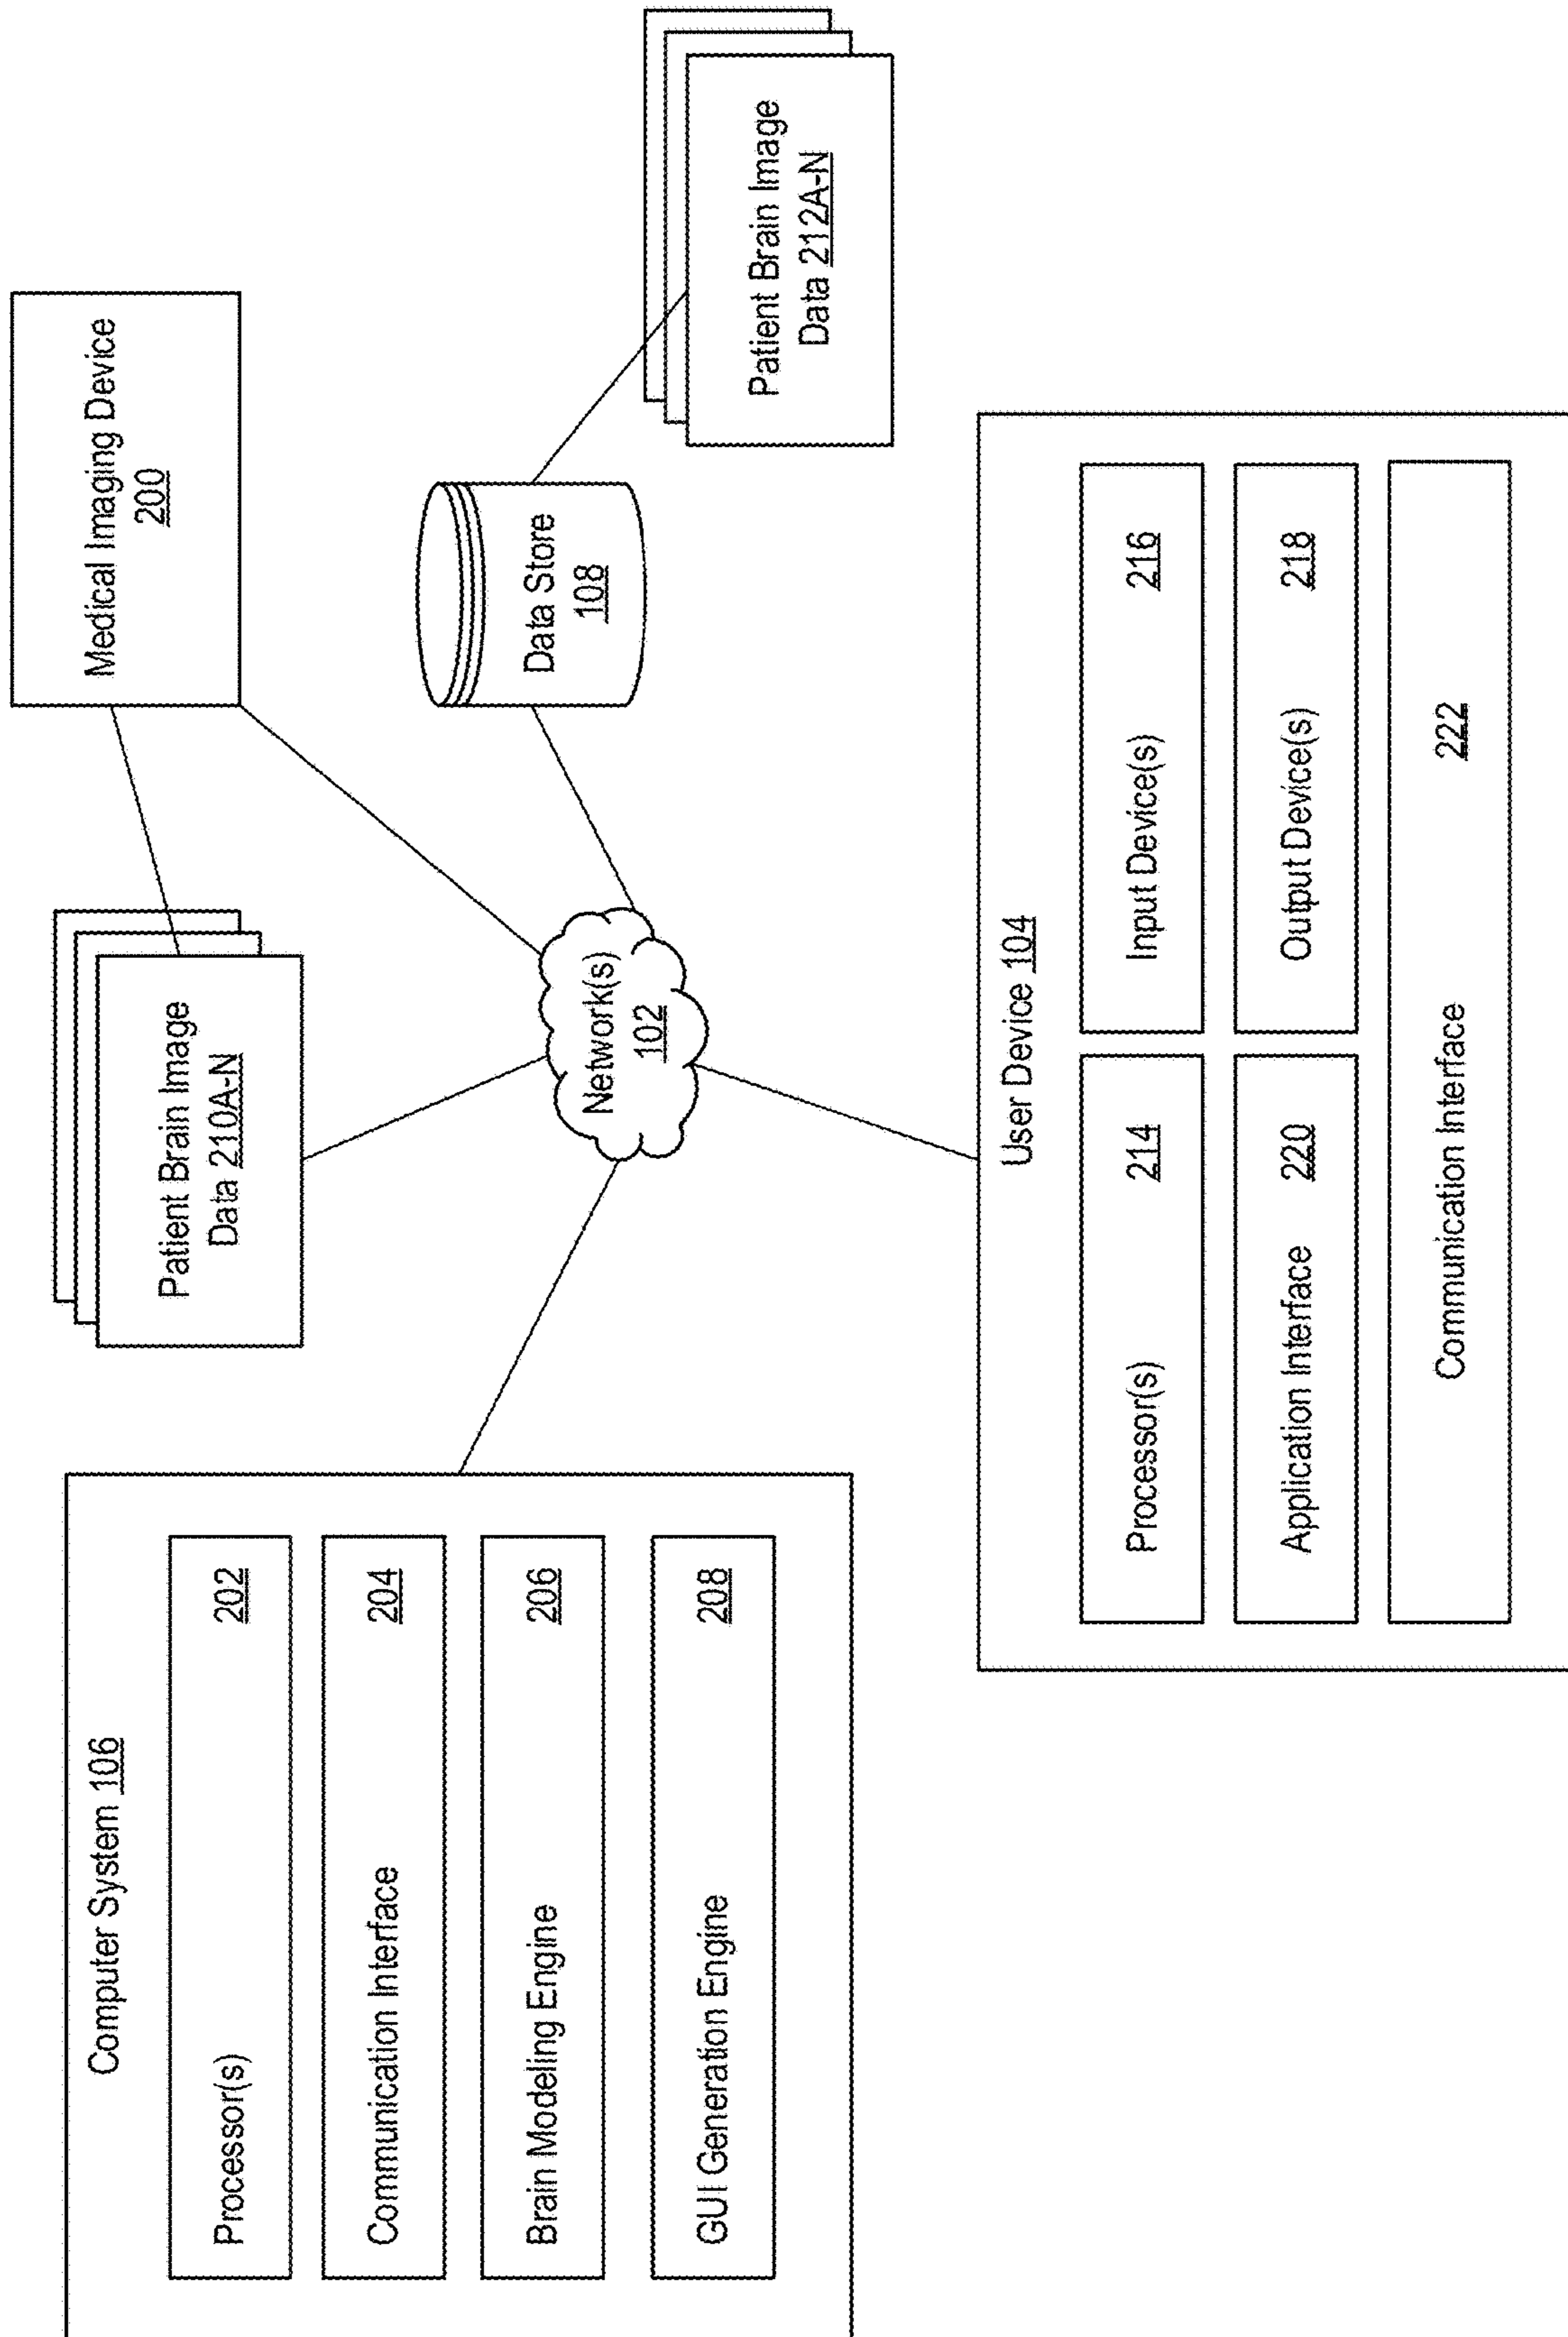 Computer System 106
Processor(s) 202
Communication Interface 204
Brain Modeling Engine 206
GUI Generation Engine 208
Patient Brain Image
Data 210A-N
Medical Imaging Device
200
Network(s)
102
Data Store
108
Patient Brain Image
Data 212A-N
User Device 104
Processor(s) 214
Input Device(s) 216
Application Interface 220
Output Device(s) 218
Communication Interface 222